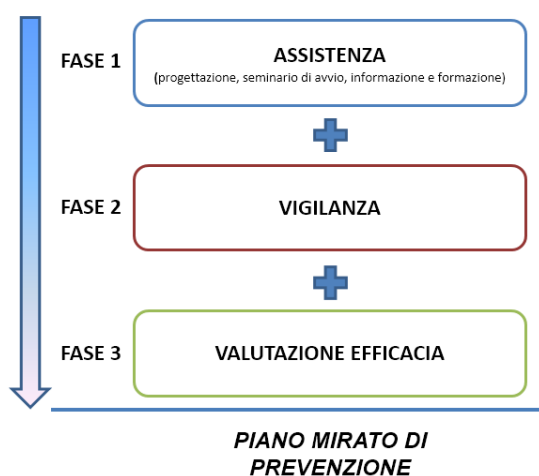 FASE 1
ASSISTENZA
(progettazione, seminario di avvio, informazione e formazione)
FASE 2
VIGILANZA
FASE 3
VALUTAZIONE EFFICACIA
PIANO MIRATO DI
PREVENZIONE